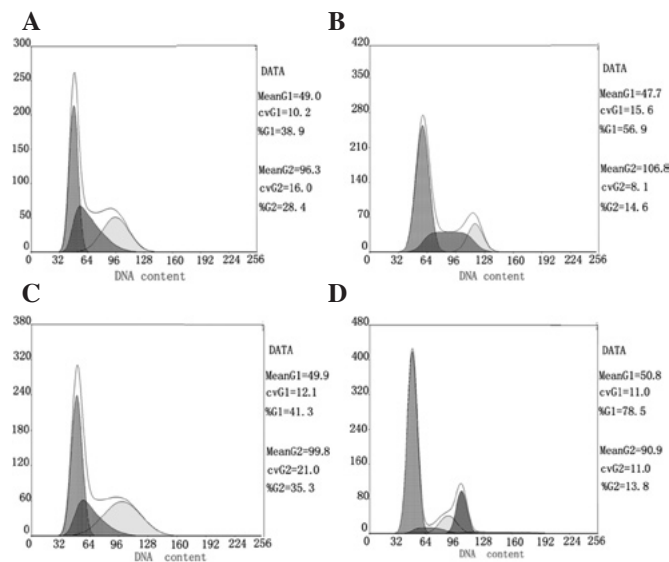 A
300
250
200
150
100
50
0
0 32 64 96 128 160 192 224 256
DNA content
DATA
MeanG1=49.0
cvG1=10.2
%G1=38.9
MeanG2=96.3
cvG2=16.0
%G2=28.4
B
420
350
280
210
140
70
0
0 32 64 96 128 160 192 224 256
DNA content
DATA
MeanG1=47.7
cvG1=15.6
%G1=56.9
MeanG2=106.8
cvG2=8.1
%G2=14.6
C
380
320
240
180
120
60
0
0 32 64 96 128 160 192 224 256
DNA content
DATA
MeanG1=49.9
cvG1=12.1
%G1=41.3
MeanG2=99.8
cvG2=21.0
%G2=35.3
D
480
400
320
240
160
80
0
0 32 64 96 128 160 192 224 256
DNA content
DATA
MeanG1=50.8
cvG1=11.0
%G1=78.5
MeanG2=90.9
cvG2=11.0
%G2=13.8